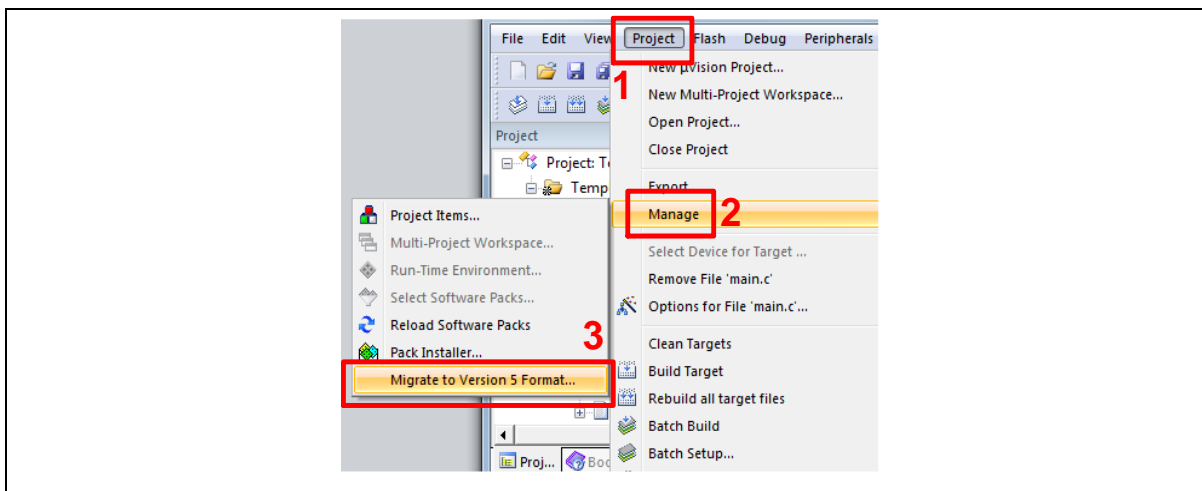 File Edit View Project Flash Debug Peripherals
1
New µVision Project...
New Multi-Project Workspace...
Open Project...
Close Project
Export
Manage 2
Select Device for Target ...
Remove File 'main.c'
Options for File 'main.c'...
Clean Targets
Build Target
Rebuild all target files
Batch Build
Batch Setup...
Project
Project: T
Temp
Project Items...
Multi-Project Workspace...
Run-Time Environment...
Select Software Packs...
Reload Software Packs
3
Pack Installer...
Migrate to Version 5 Format...
Proj... Boo